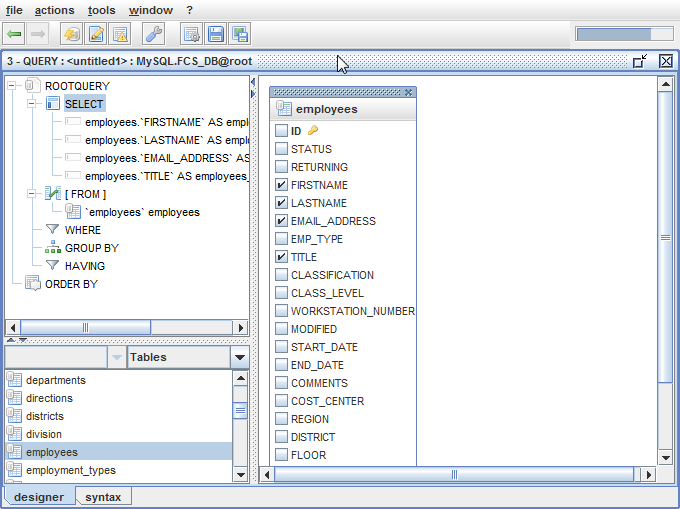 file actions tools window ?
3 - QUERY : <untitled1> : MySQL.FCS_DB@root
ROOTQUERY
SELECT
employees.`FIRSTNAME` AS empl
employees.`LASTNAME` AS emplo
employees.`EMAIL_ADDRESS` AS
employees.`TITLE` AS employees_
[ FROM ]
`employees` employees
WHERE
GROUP BY
HAVING
ORDER BY
Tables
departments
directions
districts
division
employees
employment_types
designer syntax
employees
ID
STATUS
RETURNING
FIRSTNAME
LASTNAME
EMAIL_ADDRESS
EMP_TYPE
TITLE
CLASSIFICATION
CLASS_LEVEL
WORKSTATION_NUMBER
MODIFIED
START_DATE
END_DATE
COMMENTS
COST_CENTER
REGION
DISTRICT
FLOOR